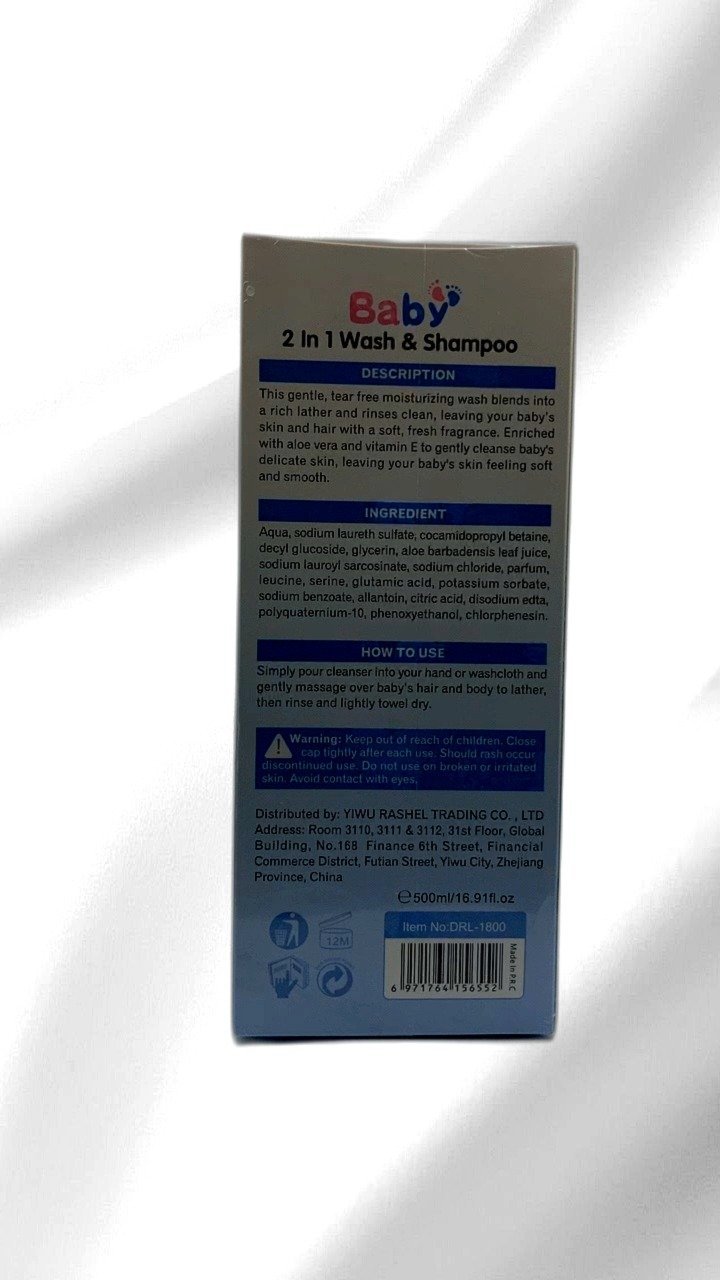 Baby
2 In 1 Wash & Shampoo
DESCRIPTION
This gentle, tear free moisturizing wash blends into
a rich lather and rinses clean, leaving your baby's
skin and hair with a soft, fresh fragrance. Enriched
with aloe vera and vitamin E to gently cleanse baby's
delicate skin, leaving your baby's skin feeling soft
and smooth.
INGREDIENT
Aqua, sodium laureth sulfate, cocamidopropyl betaine,
decyl glucoside, glycerin, aloe barbadensis leaf juice,
sodium lauroyl sarcosinate, sodium chloride, parfum,
leucine, serine, glutamic acid, potassium sorbate,
sodium benzoate, allantoin, citric acid, disodium edta,
polyquaternium-10, phenoxyethanol, chlorphenesin.
HOW TO USE
Simply pour cleanser into your hand or washcloth and
gently massage over baby's hair and body to lather,
then rinse and lightly towel dry.
Warning: Keep out of reach of children. Close
cap tightly after each use. Should rash occur
discontinued use. Do not use on broken or irritated
skin. Avoid contact with eyes.
Distributed by: YIWU RASHEL TRADING CO. , LTD
Address: Room 3110, 3111 & 3112, 31st Floor, Global
Building, No.168 Finance 6th Street, Financial
Commerce District, Futian Street, Yiwu City, Zhejiang
Province, China
℮500ml/16.91fl.oz
12M
Item No:DRL-1800
6 971764 156552
Made In P.R.C